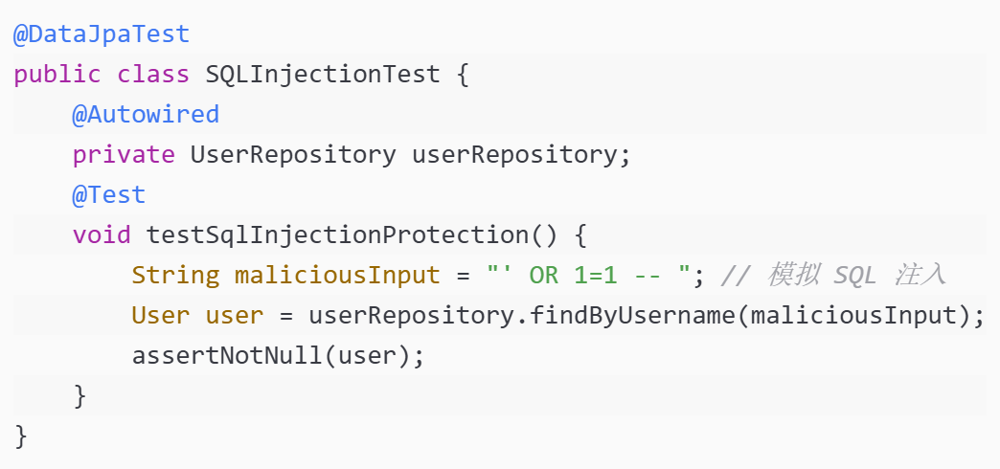 @DataJpaTest
public class SQLInjectionTest {
    @Autowired
    private UserRepository userRepository;
    @Test
    void testSqlInjectionProtection() {
        String maliciousInput = "' OR 1=1 -- "; // 模拟 SQL 注入
        User user = userRepository.findByUsername(maliciousInput);
        assertNotNull(user);
    }
}